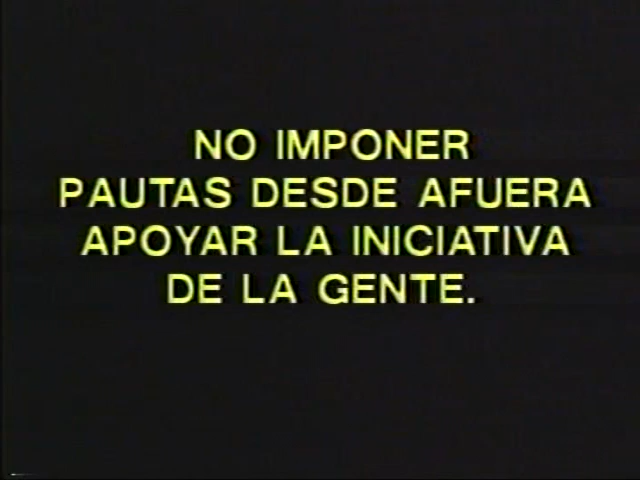 NO IMPONER
PAUTAS DESDE AFUERA
APOYAR LA INICIATIVA
DE LA GENTE.